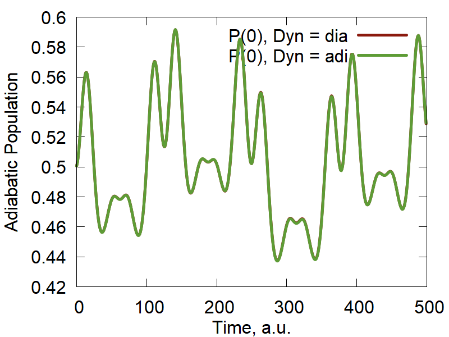 Adiabatic Population
0.6
0.58
0.56
0.54
0.52
0.5
0.48
0.46
0.44
0.42
P(0), Dyn = dia
P(0), Dyn = adi
0 100 200 300 400 500
Time, a.u.